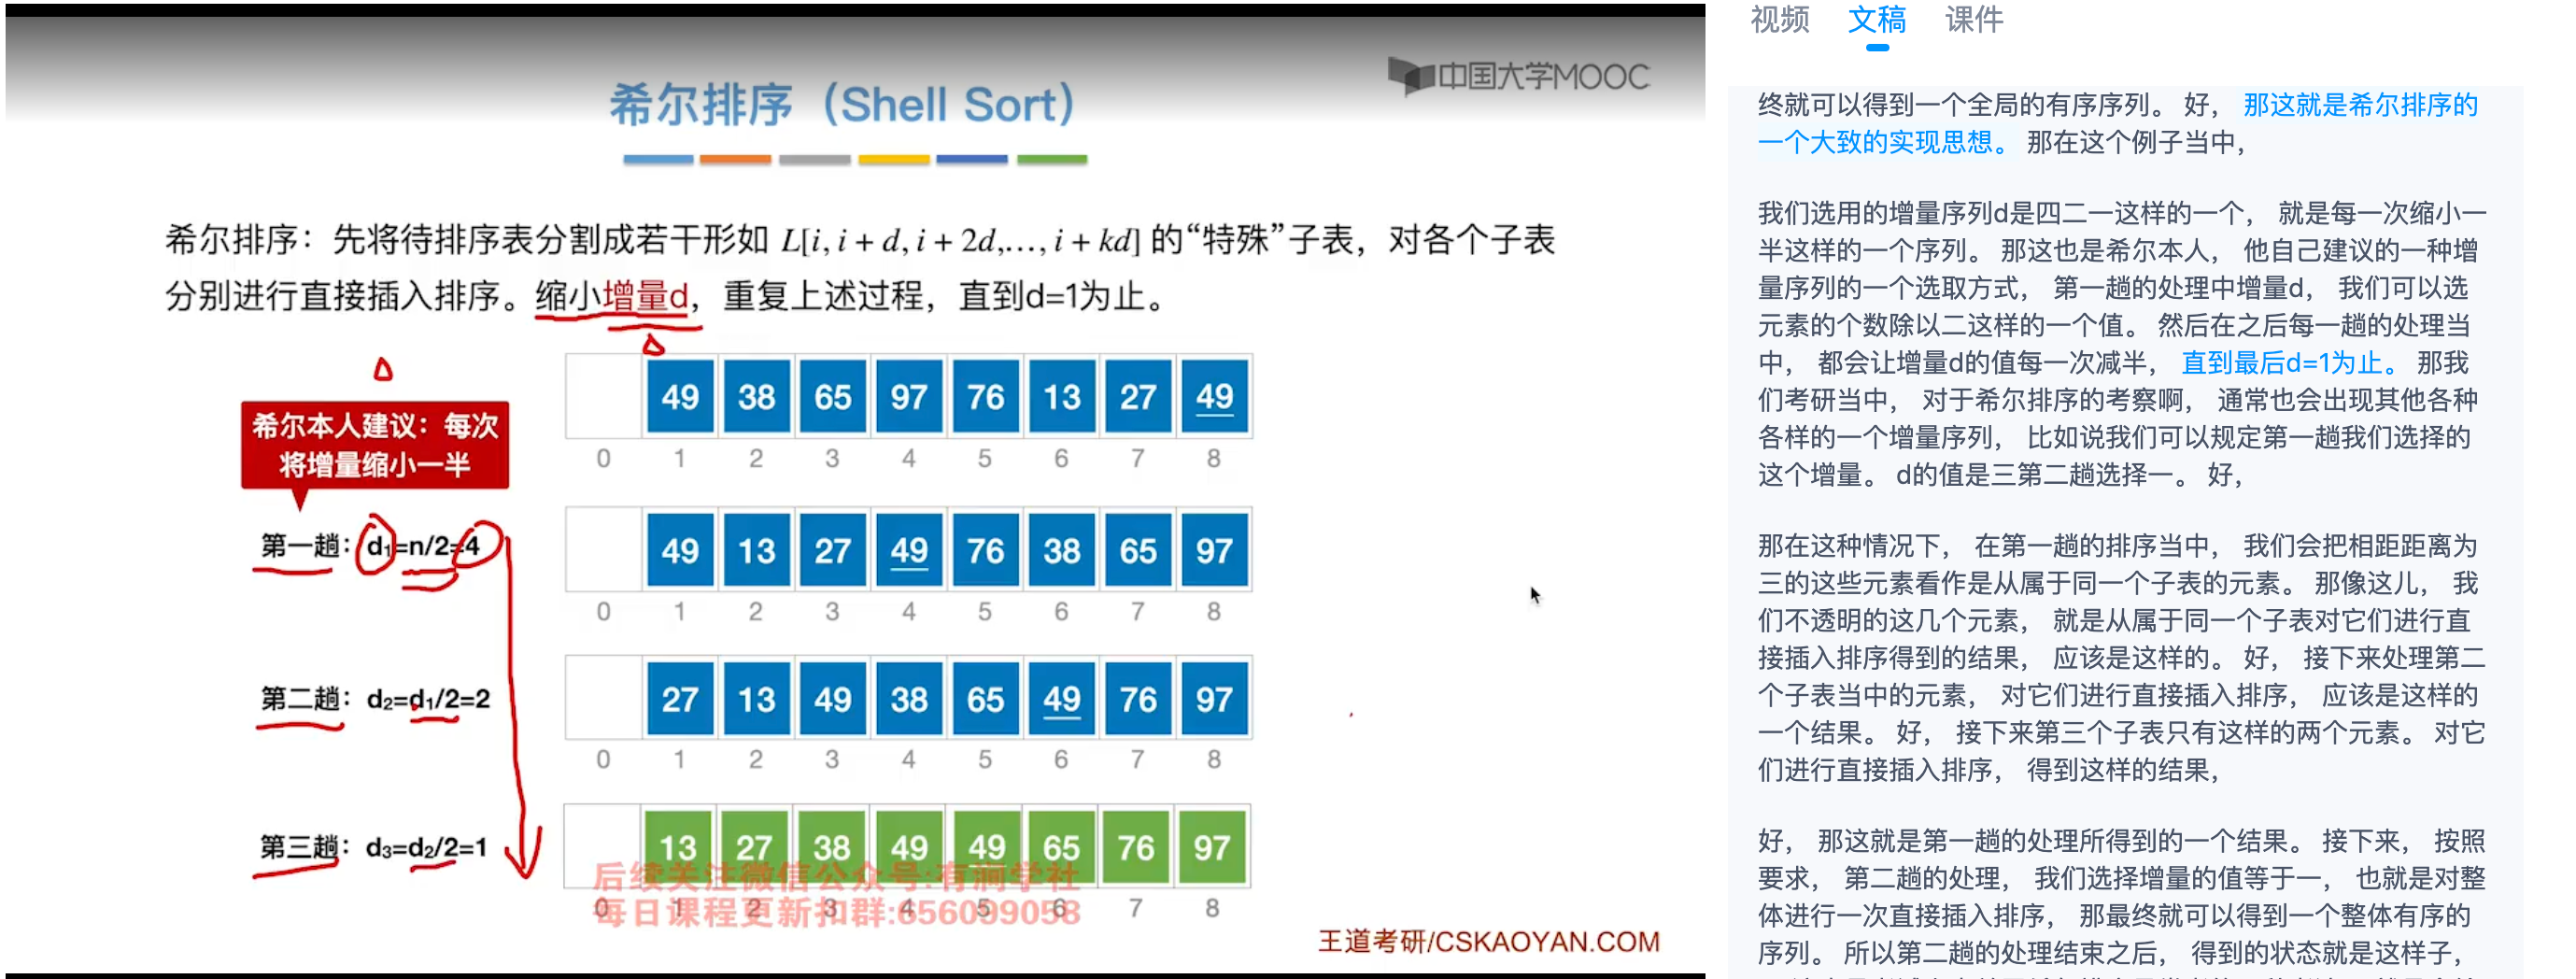 中国大学MOOC
希尔排序（Shell Sort）
希尔排序：先将待排序表分割成若干形如 L[i, i + d, i + 2d,…, i + kd] 的“特殊”子表，对各个子表
分别进行直接插入排序。缩小增量d，重复上述过程，直到d=1为止。
希尔本人建议：每次
将增量缩小一半
49 38 65 97 76 13 27 49
0 1 2 3 4 5 6 7 8
第一趟：d₁=n/2=4
49 13 27 49 76 38 65 97
0 1 2 3 4 5 6 7 8
第二趟：d₂=d₁/2=2
27 13 49 38 65 49 76 97
0 1 2 3 4 5 6 7 8
第三趟：d₃=d₂/2=1
13 27 38 49 49 65 76 97
0 1 2 3 4 5 6 7 8
后续关注微信公众号:有涧学社
每日课程更新扣群:656099058
王道考研/CSKAOYAN.COM
视频 文稿 课件
终就可以得到一个全局的有序序列。 好， 那这就是希尔排序的
一个大致的实现思想。 那在这个例子当中，
我们选用的增量序列d是四二一这样的一个， 就是每一次缩小一
半这样的一个序列。 那这也是希尔本人， 他自己建议的一种增
量序列的一个选取方式， 第一趟的处理中增量d， 我们可以选
元素的个数除以二这样的一个值。 然后在之后每一趟的处理当
中， 都会让增量d的值每一次减半， 直到最后d=1为止。 那我
们考研当中， 对于希尔排序的考察啊， 通常也会出现其他各种
各样的一个增量序列， 比如说我们可以规定第一趟我们选择的
这个增量。 d的值是三第二趟选择一。 好，
那在这种情况下， 在第一趟的排序当中， 我们会把相距距离为
三的这些元素看作是从属于同一个子表的元素。 那像这儿， 我
们不透明的这几个元素， 就是从属于同一个子表对它们进行直
接插入排序得到的结果， 应该是这样的。 好， 接下来处理第二
个子表当中的元素， 对它们进行直接插入排序， 应该是这样的
一个结果。 好， 接下来第三个子表只有这样的两个元素。 对它
们进行直接插入排序， 得到这样的结果，
好， 那这就是第一趟的处理所得到的一个结果。 接下来， 按照
要求， 第二趟的处理， 我们选择增量的值等于一， 也就是对整
体进行一次直接插入排序， 那最终就可以得到一个整体有序的
序列。 所以第二趟的处理结束之后， 得到的状态就是这样子，